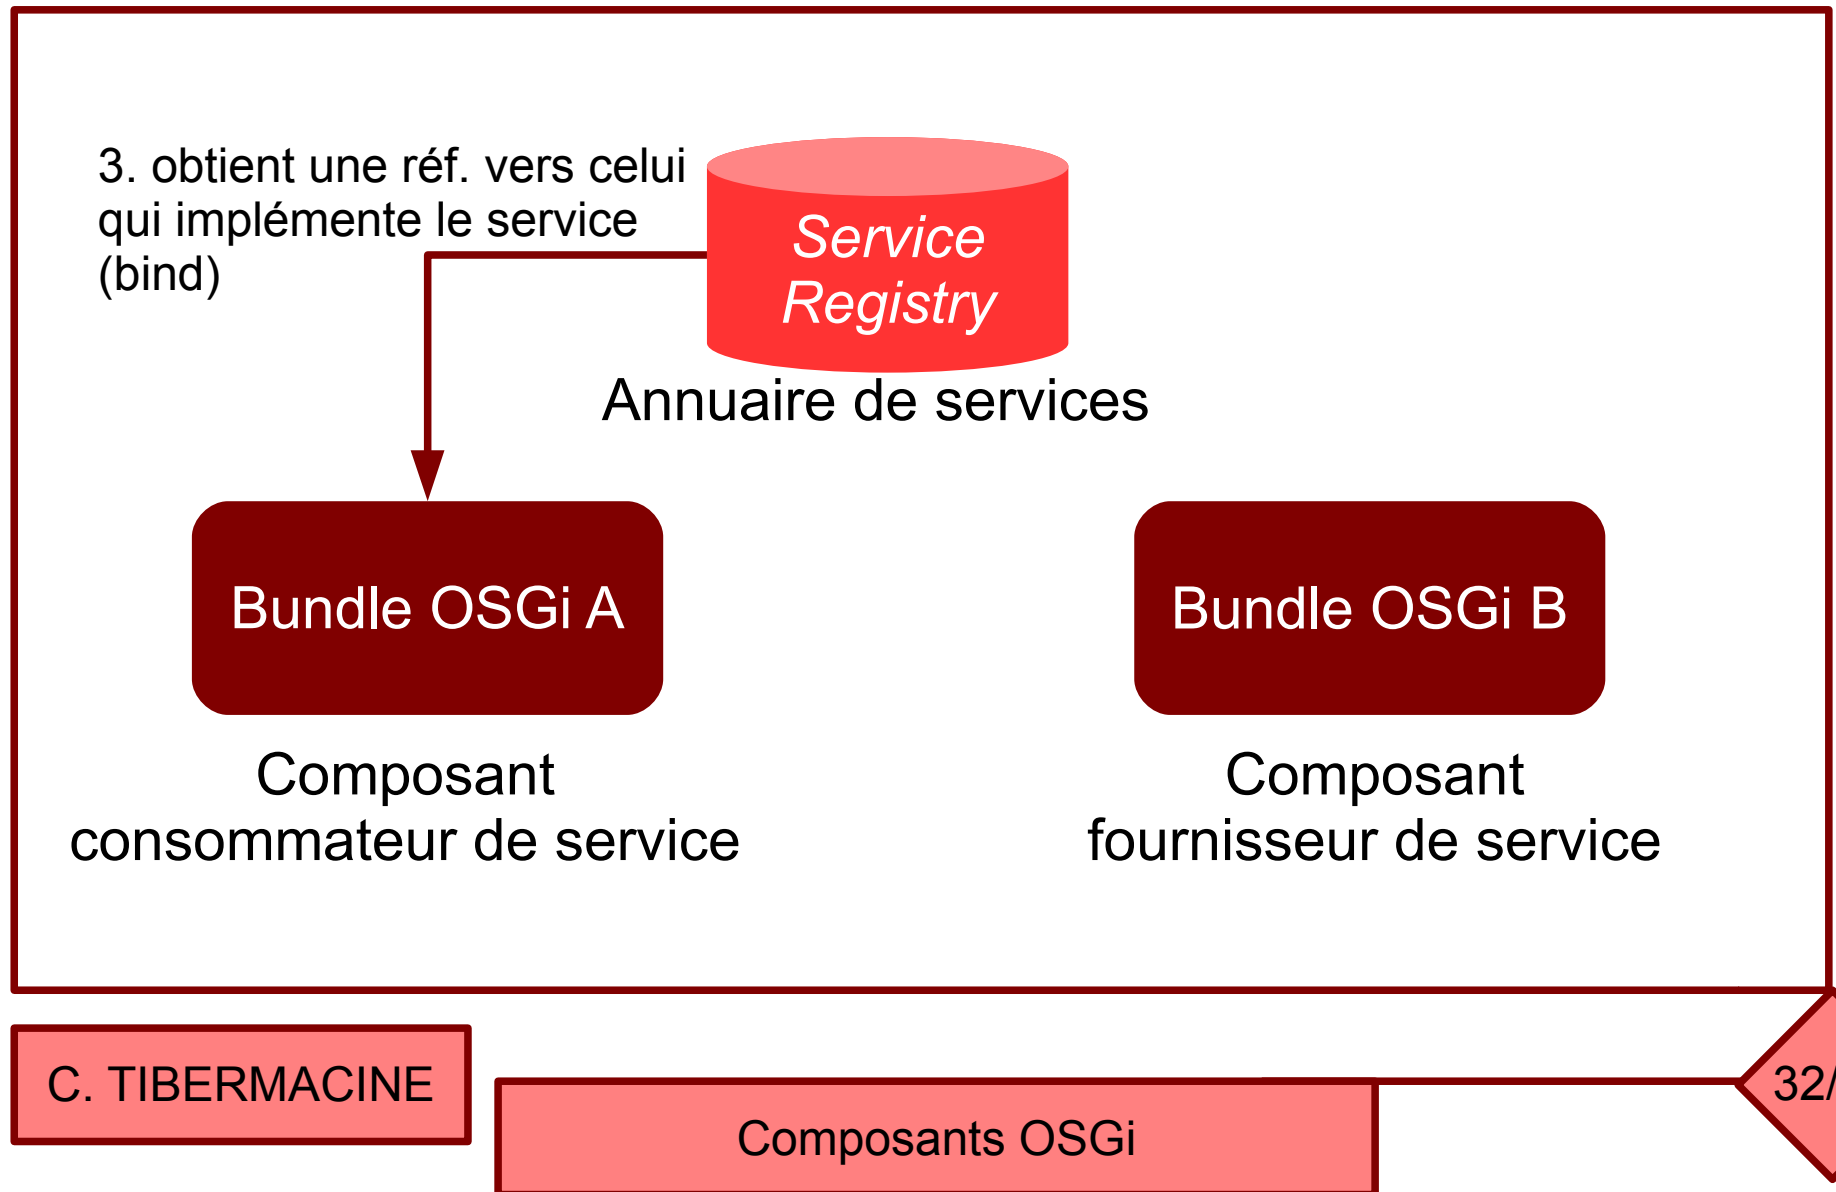 3. obtient une réf. vers celui
qui implémente le service
(bind)
Service
Registry
Annuaire de services
Bundle OSGi A
Bundle OSGi B
Composant
consommateur de service
Composant
fournisseur de service
C. TIBERMACINE
Composants OSGi
32/